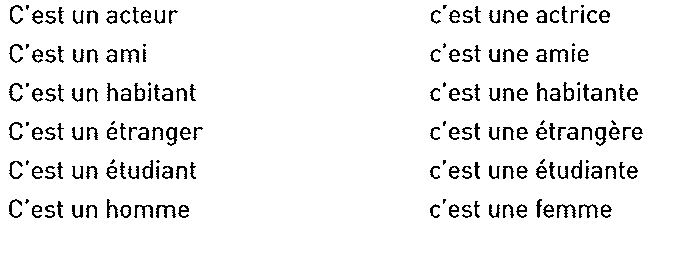 C'est un acteur c'est une actrice
C'est un ami c'est une amie
C'est un habitant c'est une habitante
C'est un étranger c'est une étrangère
C'est un étudiant c'est une étudiante
C'est un homme c'est une femme